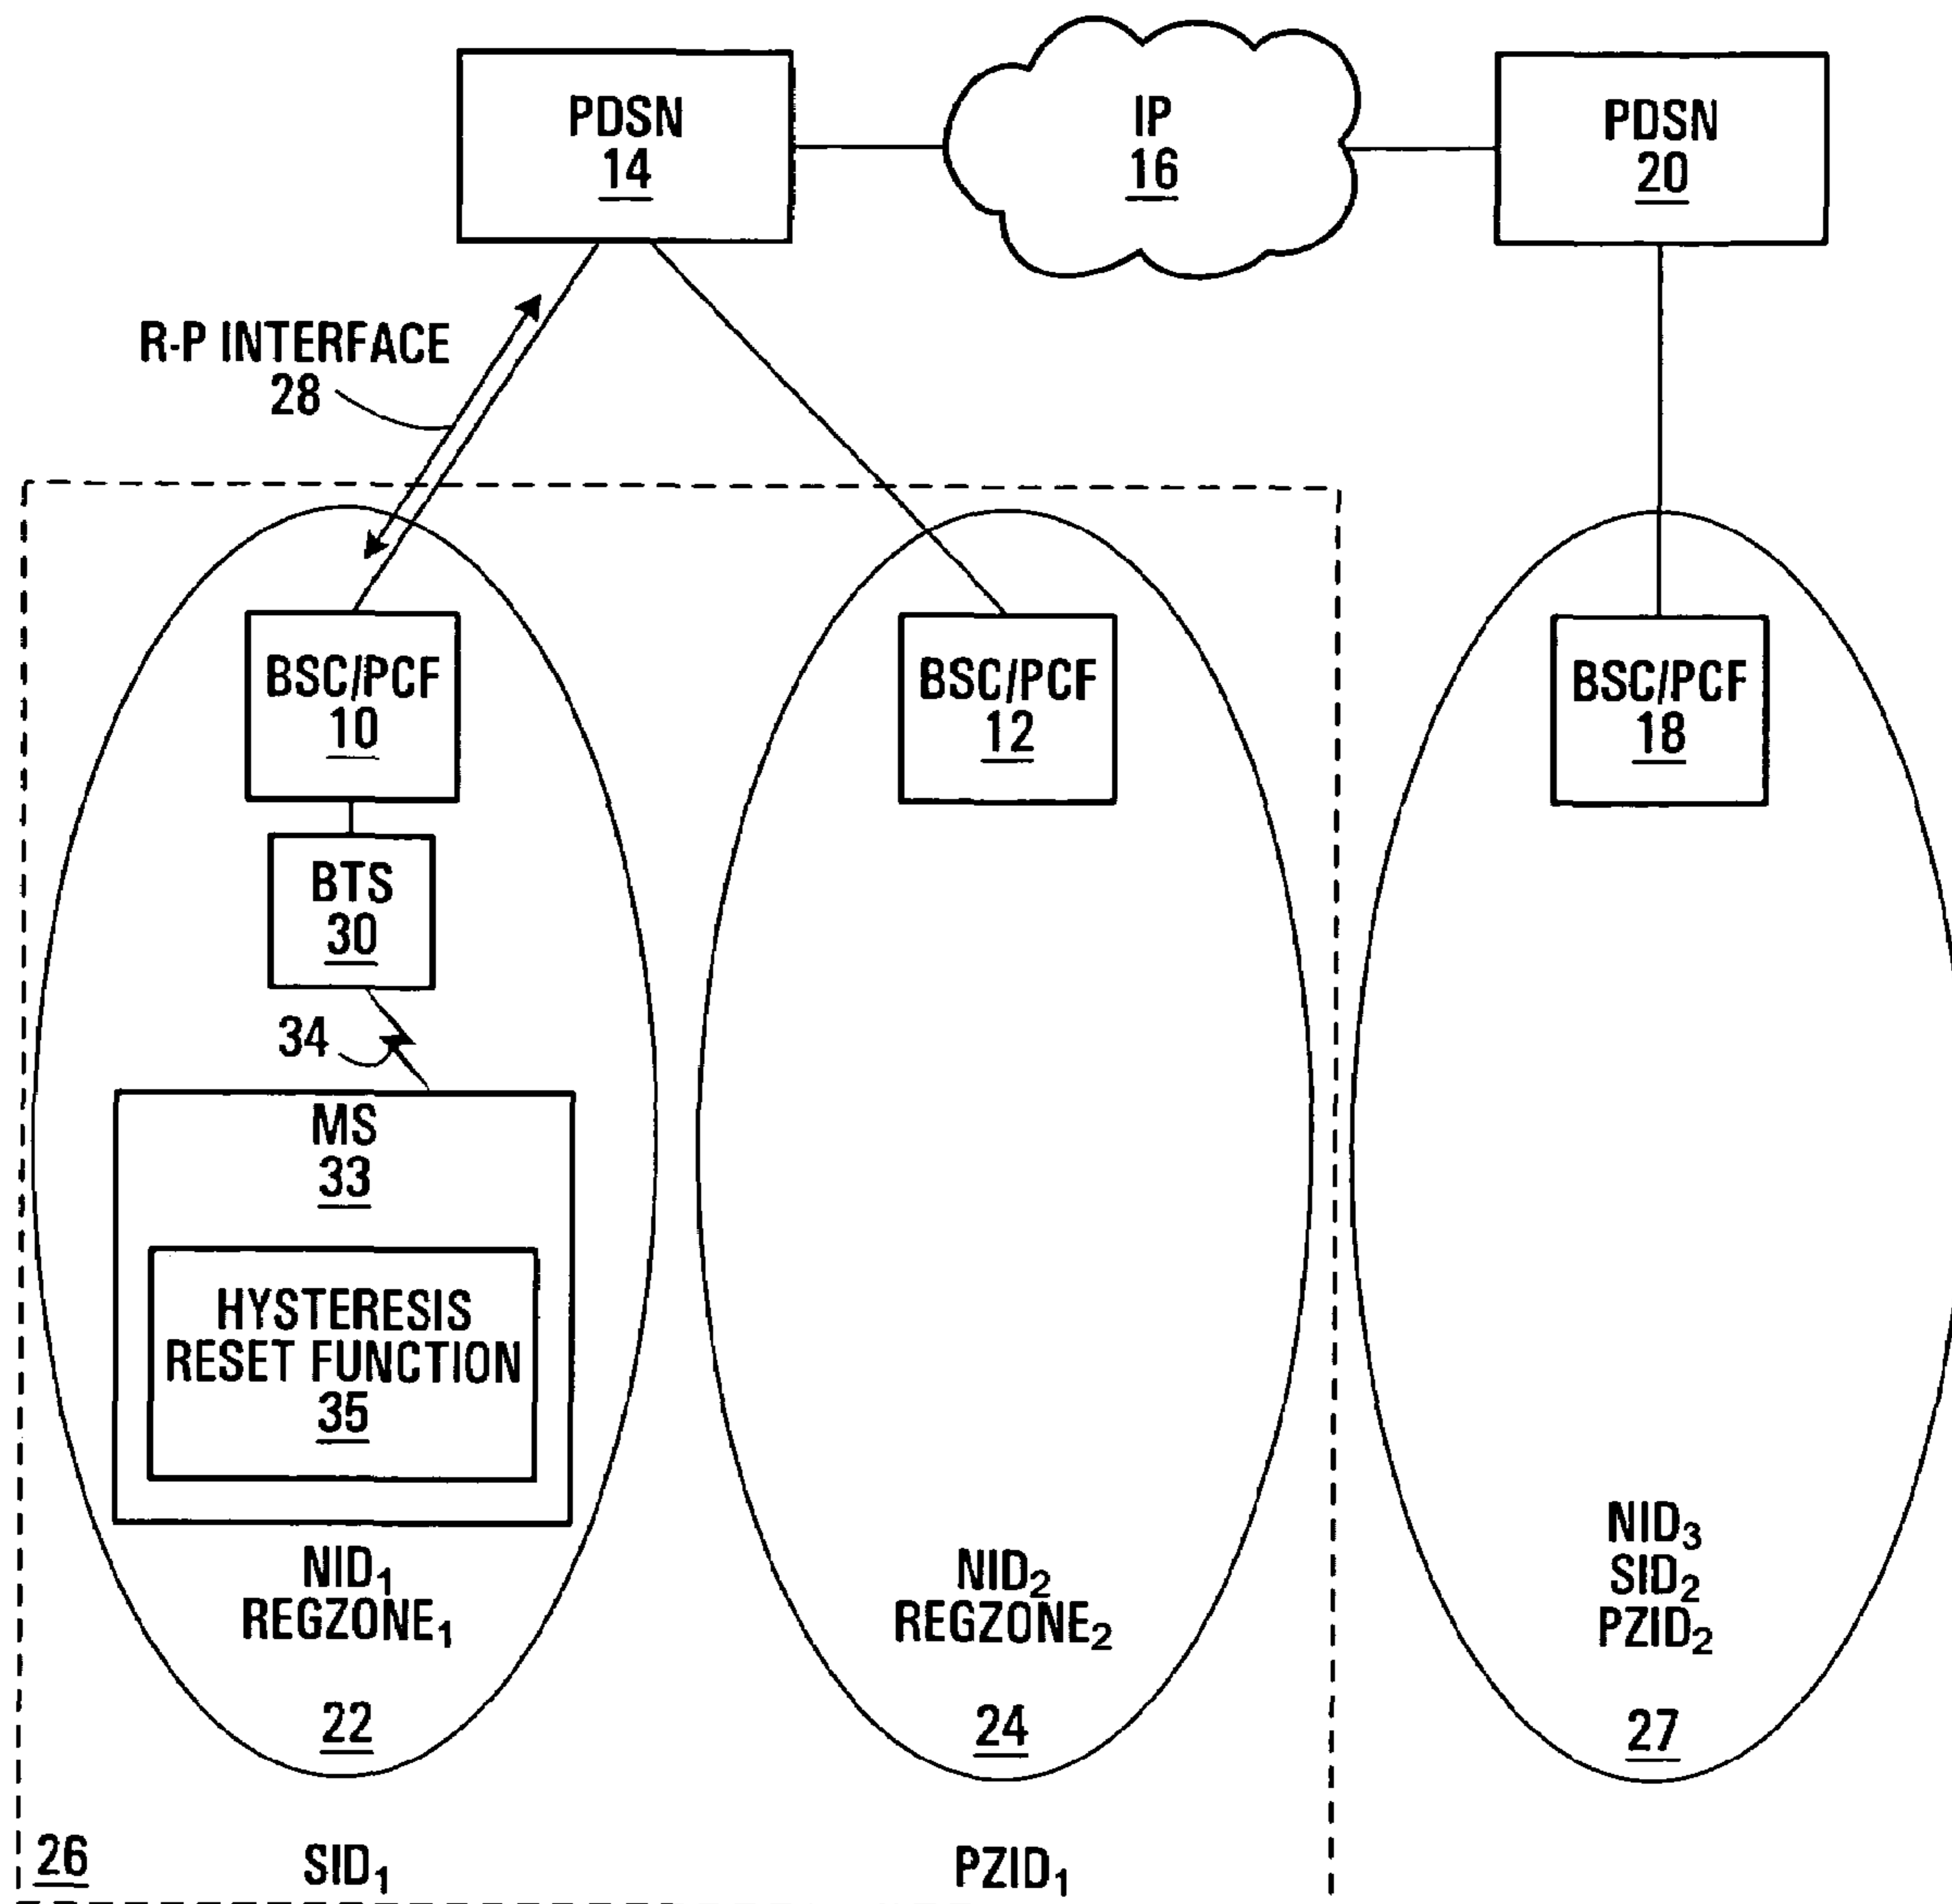 PDSN
14
IP
16
PDSN
20
R-P INTERFACE
28
BSC/PCF
10
BSC/PCF
12
BSC/PCF
18
BTS
30
34
MS
33
HYSTERESIS
RESET FUNCTION
35
NID₁
REGZONE₁
22
NID₂
REGZONE₂
24
NID₃
SID₂
PZID₂
27
26
SID₁
PZID₁